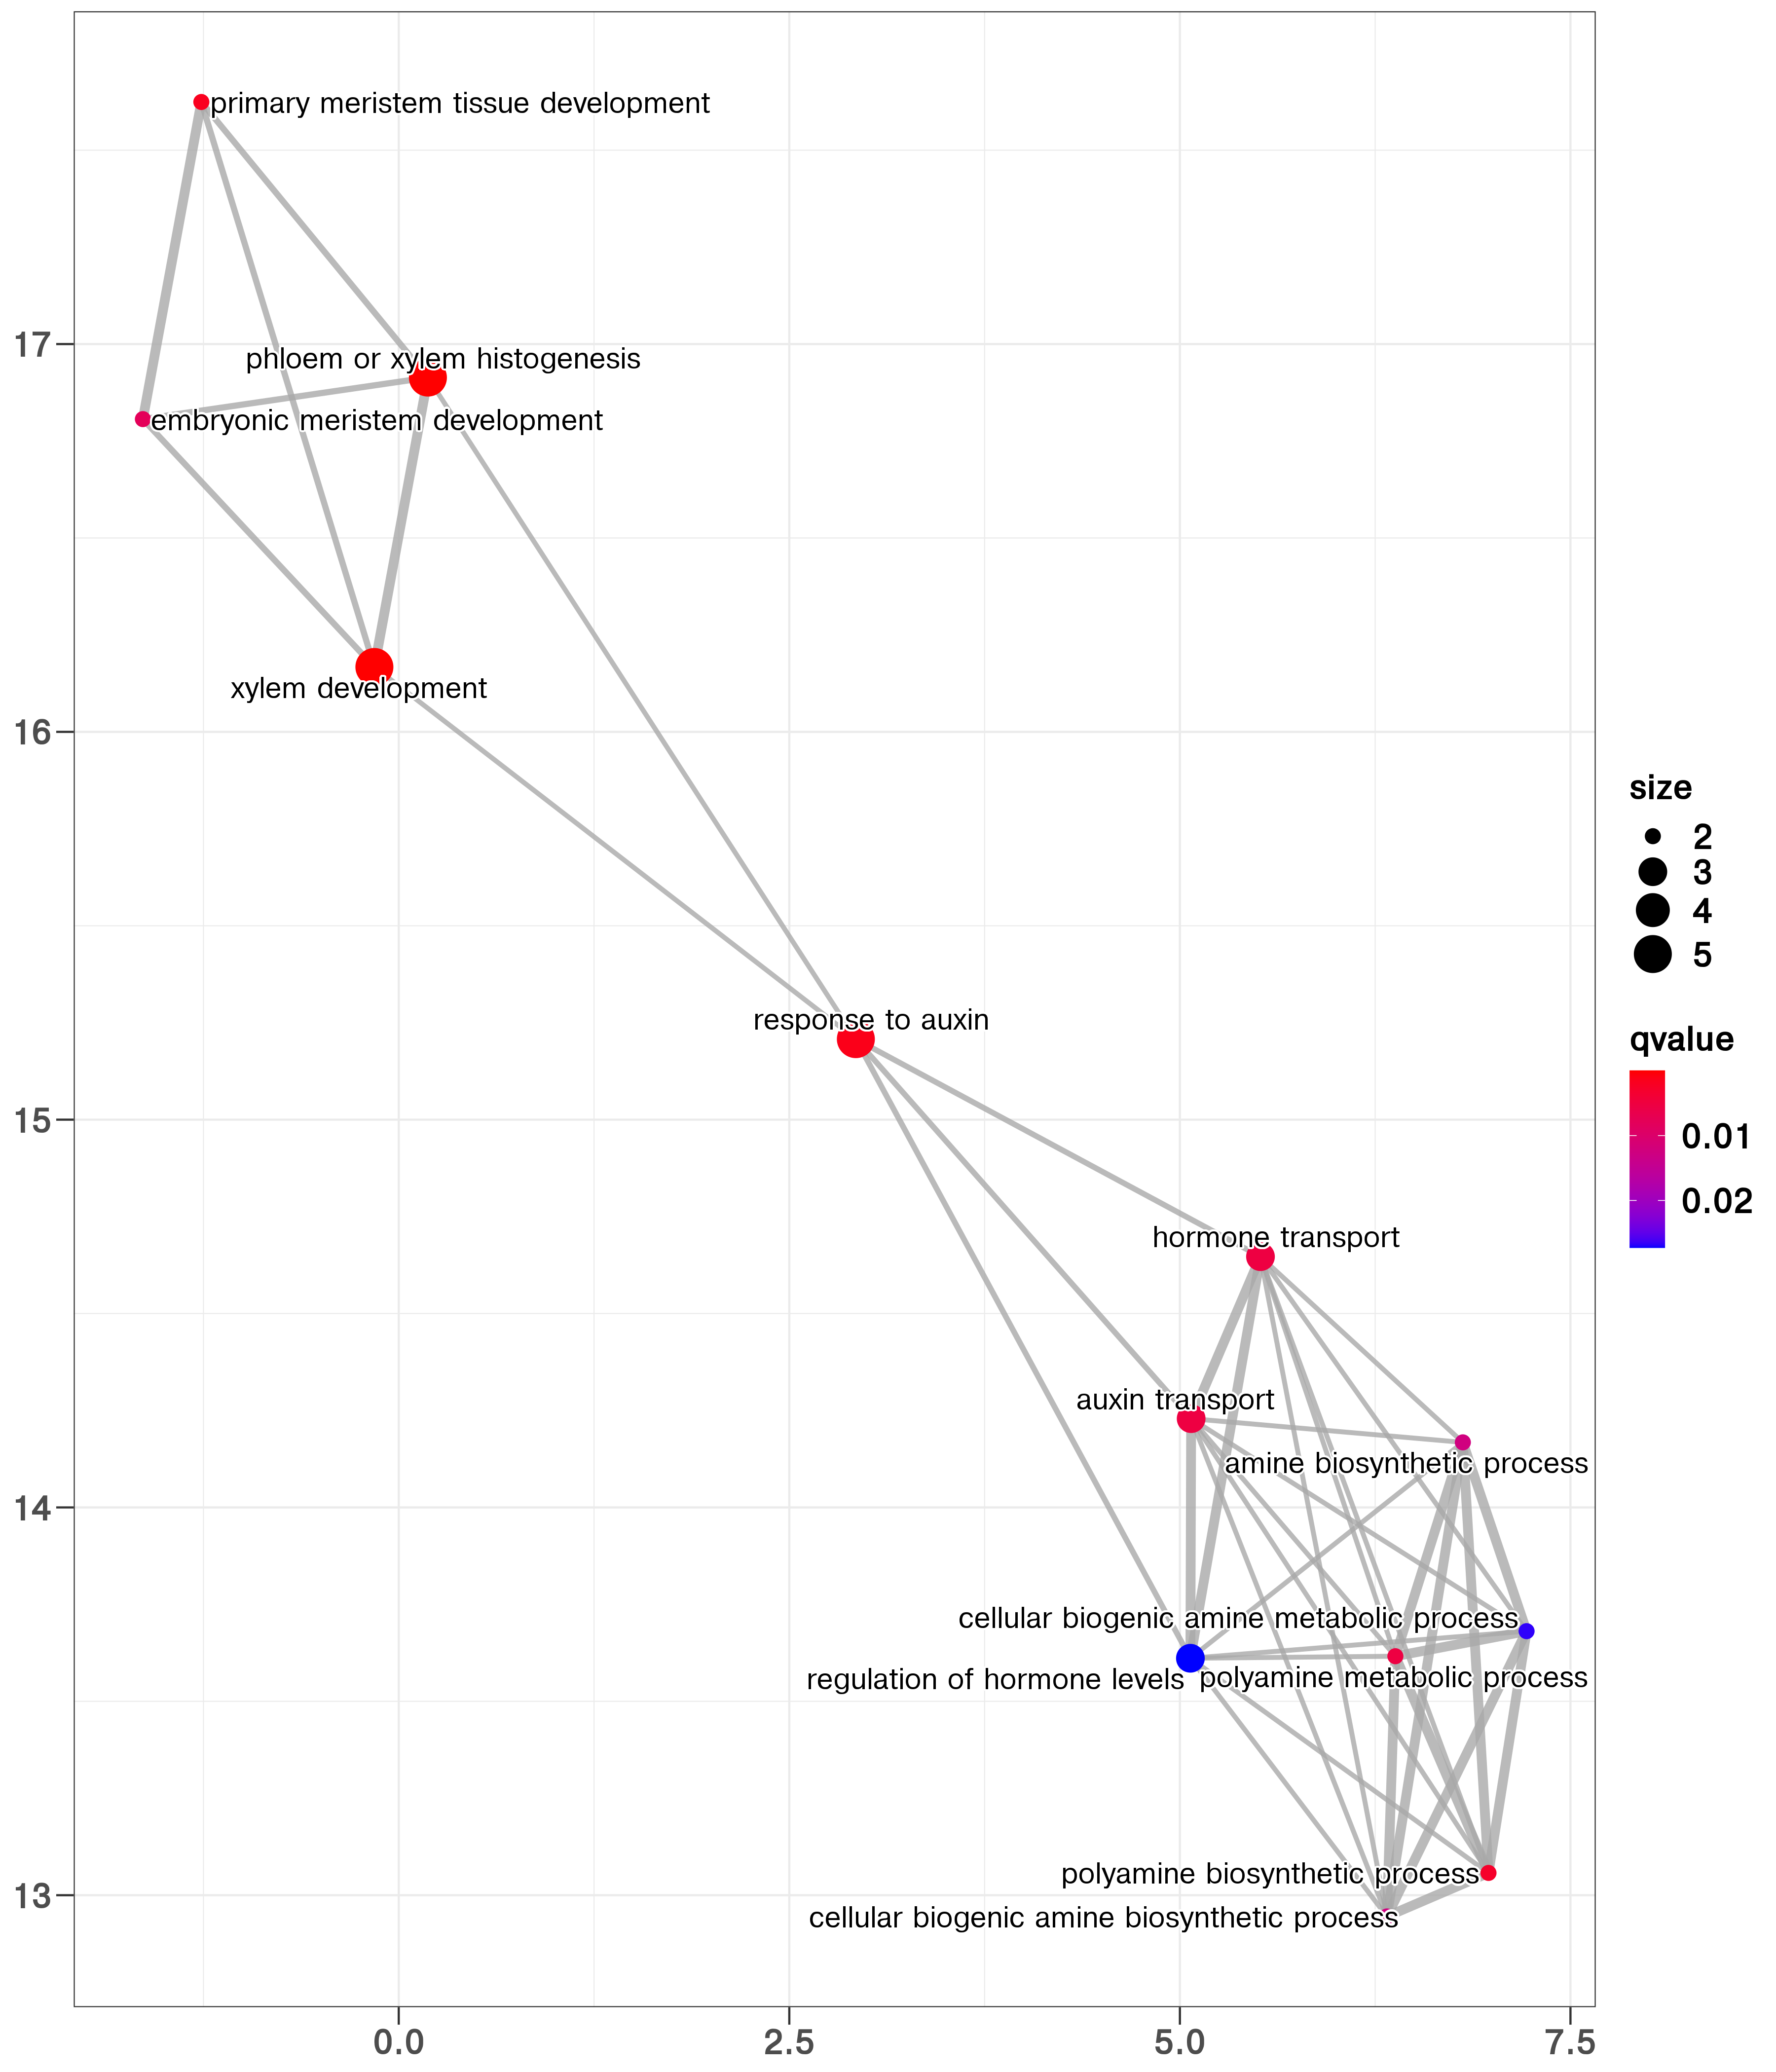 primary meristem tissue development
17
phloem or xylem histogenesis
embryonic meristem development
xylem development
16
size
2
3
4
5
response to auxin
qvalue
0.01
0.02
15
hormone transport
auxin transport
amine biosynthetic process
14
cellular biogenic amine metabolic process
regulation of hormone levels
polyamine metabolic process
polyamine biosynthetic process
13
cellular biogenic amine biosynthetic process
0.0
2.5
5.0
7.5